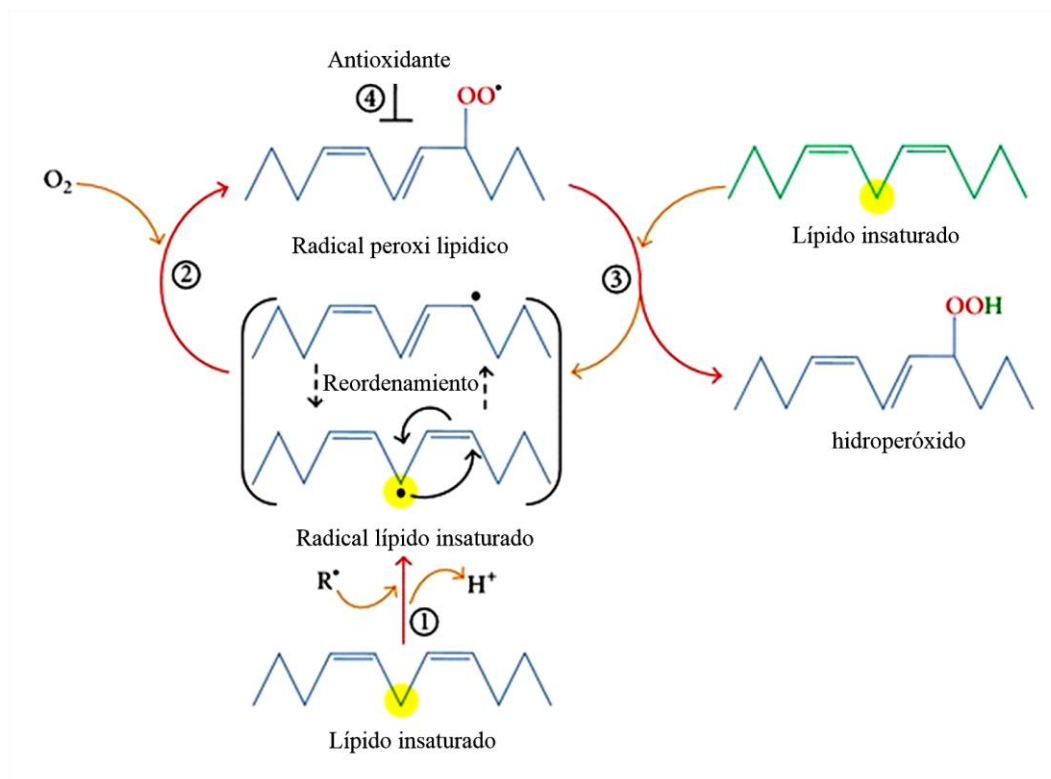 Antioxidante
④
OO•
O₂
Radical peroxi lipidico
Lípido insaturado
②
③
OOH
Reordenamiento
hidroperóxido
Radical lípido insaturado
R•
H⁺
①
Lípido insaturado